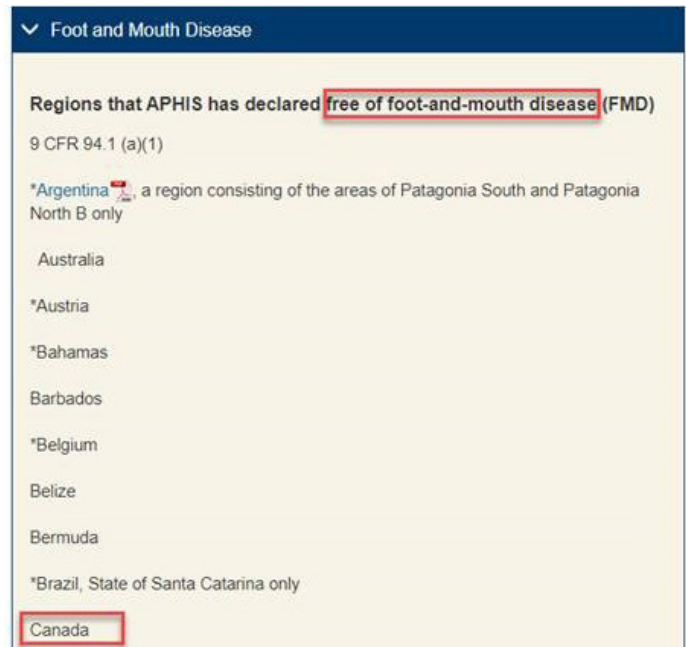 Foot and Mouth Disease
Regions that APHIS has declared free of foot-and-mouth disease (FMD)
9 CFR 94.1 (a)(1)
*Argentina , a region consisting of the areas of Patagonia South and Patagonia
North B only
Australia
*Austria
*Bahamas
Barbados
*Belgium
Belize
Bermuda
*Brazil, State of Santa Catarina only
Canada